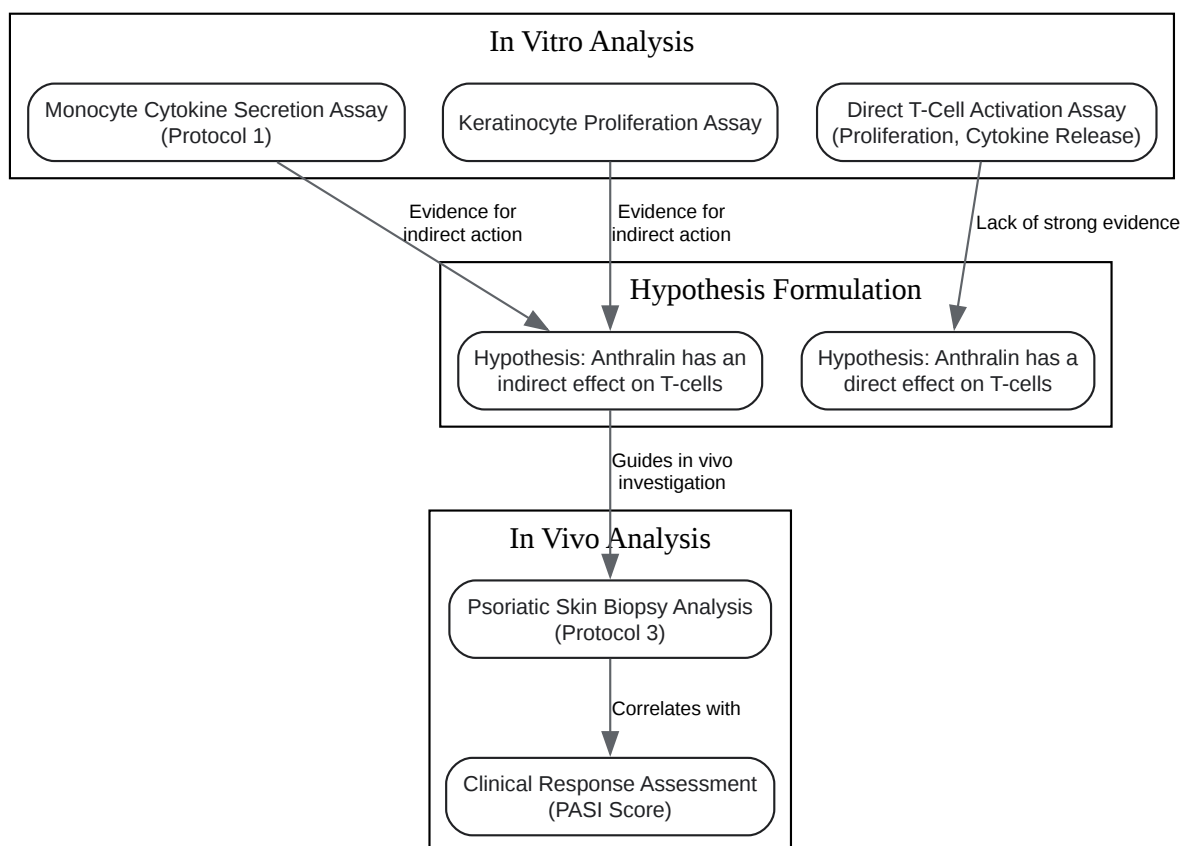 In Vitro Analysis
Monocyte Cytokine Secretion Assay
(Protocol 1)
Keratinocyte Proliferation Assay
Direct T-Cell Activation Assay
(Proliferation, Cytokine Release)
Evidence for
indirect action
Evidence for
indirect action
Lack of strong evidence
Hypothesis Formulation
Hypothesis: Anthralin has an
indirect effect on T-cells
Hypothesis: Anthralin has a
direct effect on T-cells
Guides in vivo
investigation
In Vivo Analysis
Psoriatic Skin Biopsy Analysis
(Protocol 3)
Correlates with
Clinical Response Assessment
(PASI Score)